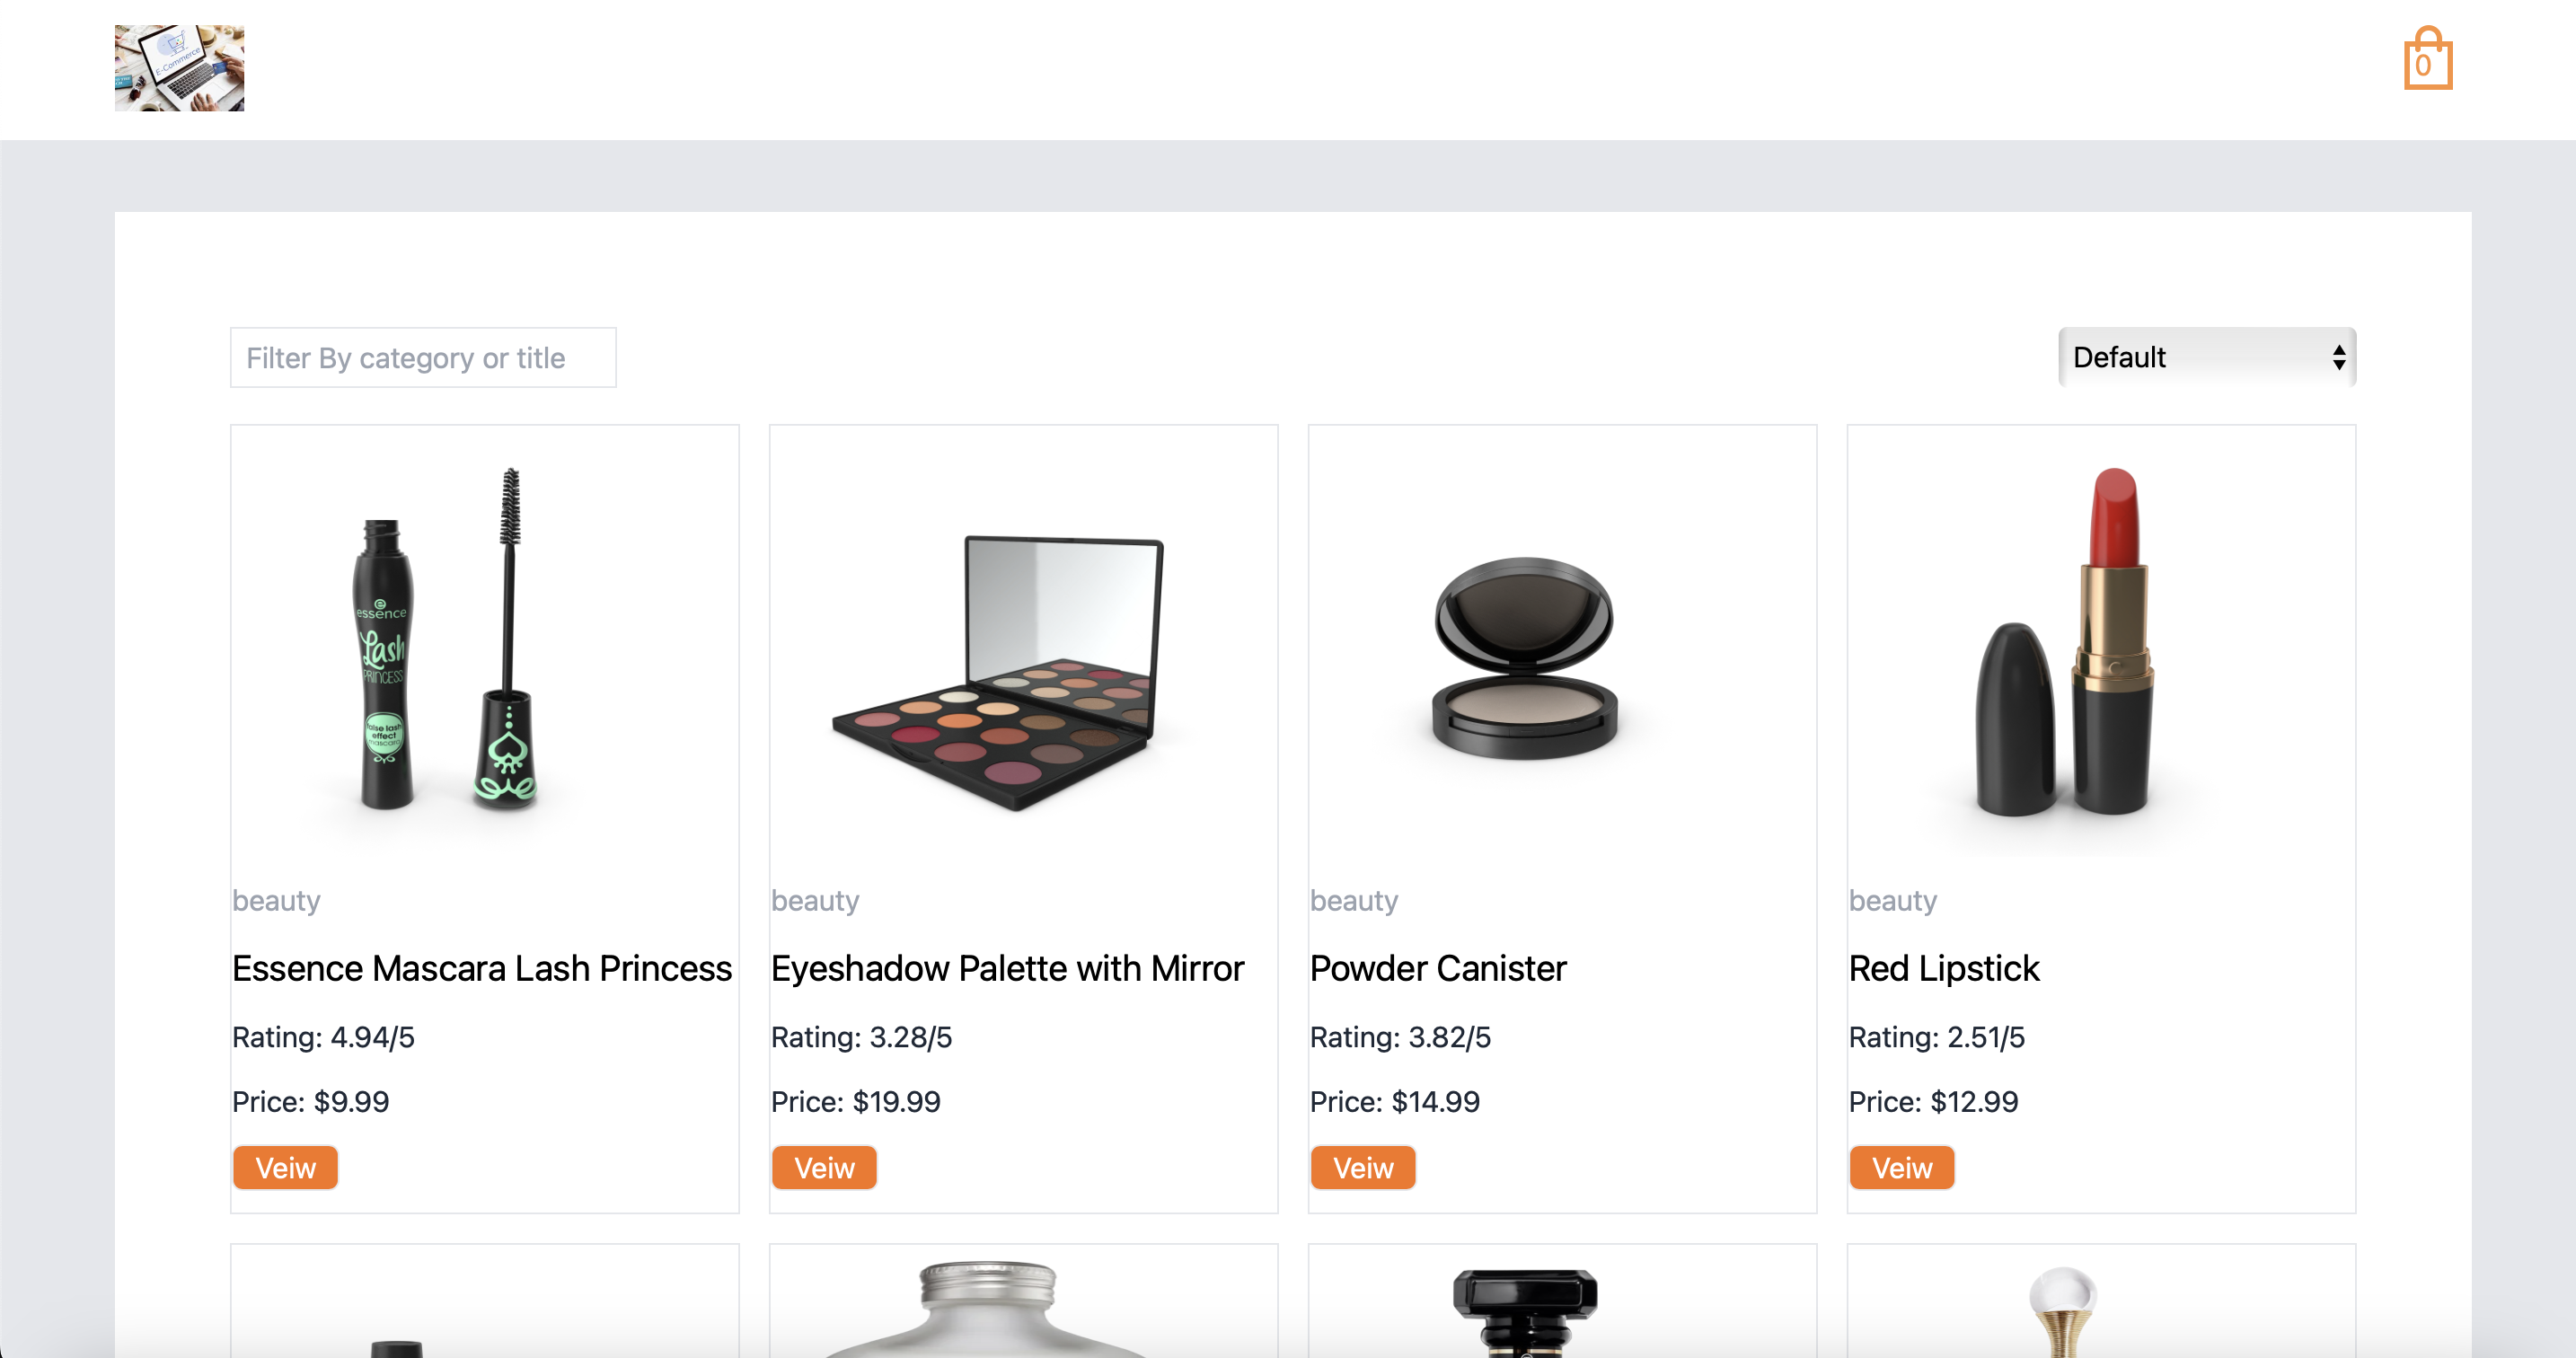 E-Commerce
0
Filter By category or title
Default
essence
Lash
PRINCESS
false lash
effect
mascara
beauty
beauty
beauty
beauty
Essence Mascara Lash Princess
Eyeshadow Palette with Mirror
Powder Canister
Red Lipstick
Rating: 4.94/5
Rating: 3.28/5
Rating: 3.82/5
Rating: 2.51/5
Price: $9.99
Price: $19.99
Price: $14.99
Price: $12.99
Veiw
Veiw
Veiw
Veiw